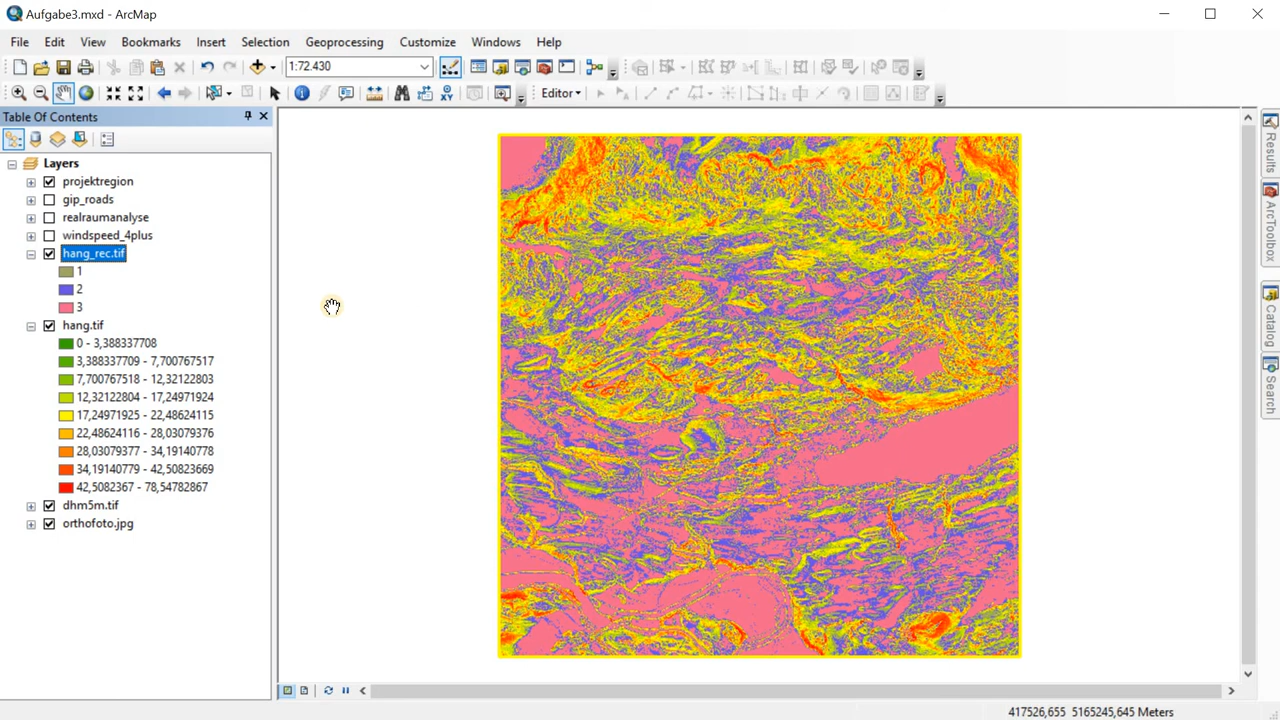 Aufgabe3.mxd - ArcMap
File Edit View Bookmarks Insert Selection Geoprocessing Customize Windows Help
1:72.430
Editor
Table Of Contents
Layers
projektregion
gip_roads
realraumanalyse
windspeed_4plus
hang_rec.tif
1
2
3
hang.tif
0 - 3,388337708
3,388337709 - 7,700767517
7,700767518 - 12,32122803
12,32122804 - 17,24971924
17,24971925 - 22,48624115
22,48624116 - 28,03079376
28,03079377 - 34,19140778
34,19140779 - 42,50823669
42,5082367 - 78,54782867
dhm5m.tif
orthofoto.jpg
Results
ArcToolbox
Catalog
Search
417526,655 5165245,645 Meters